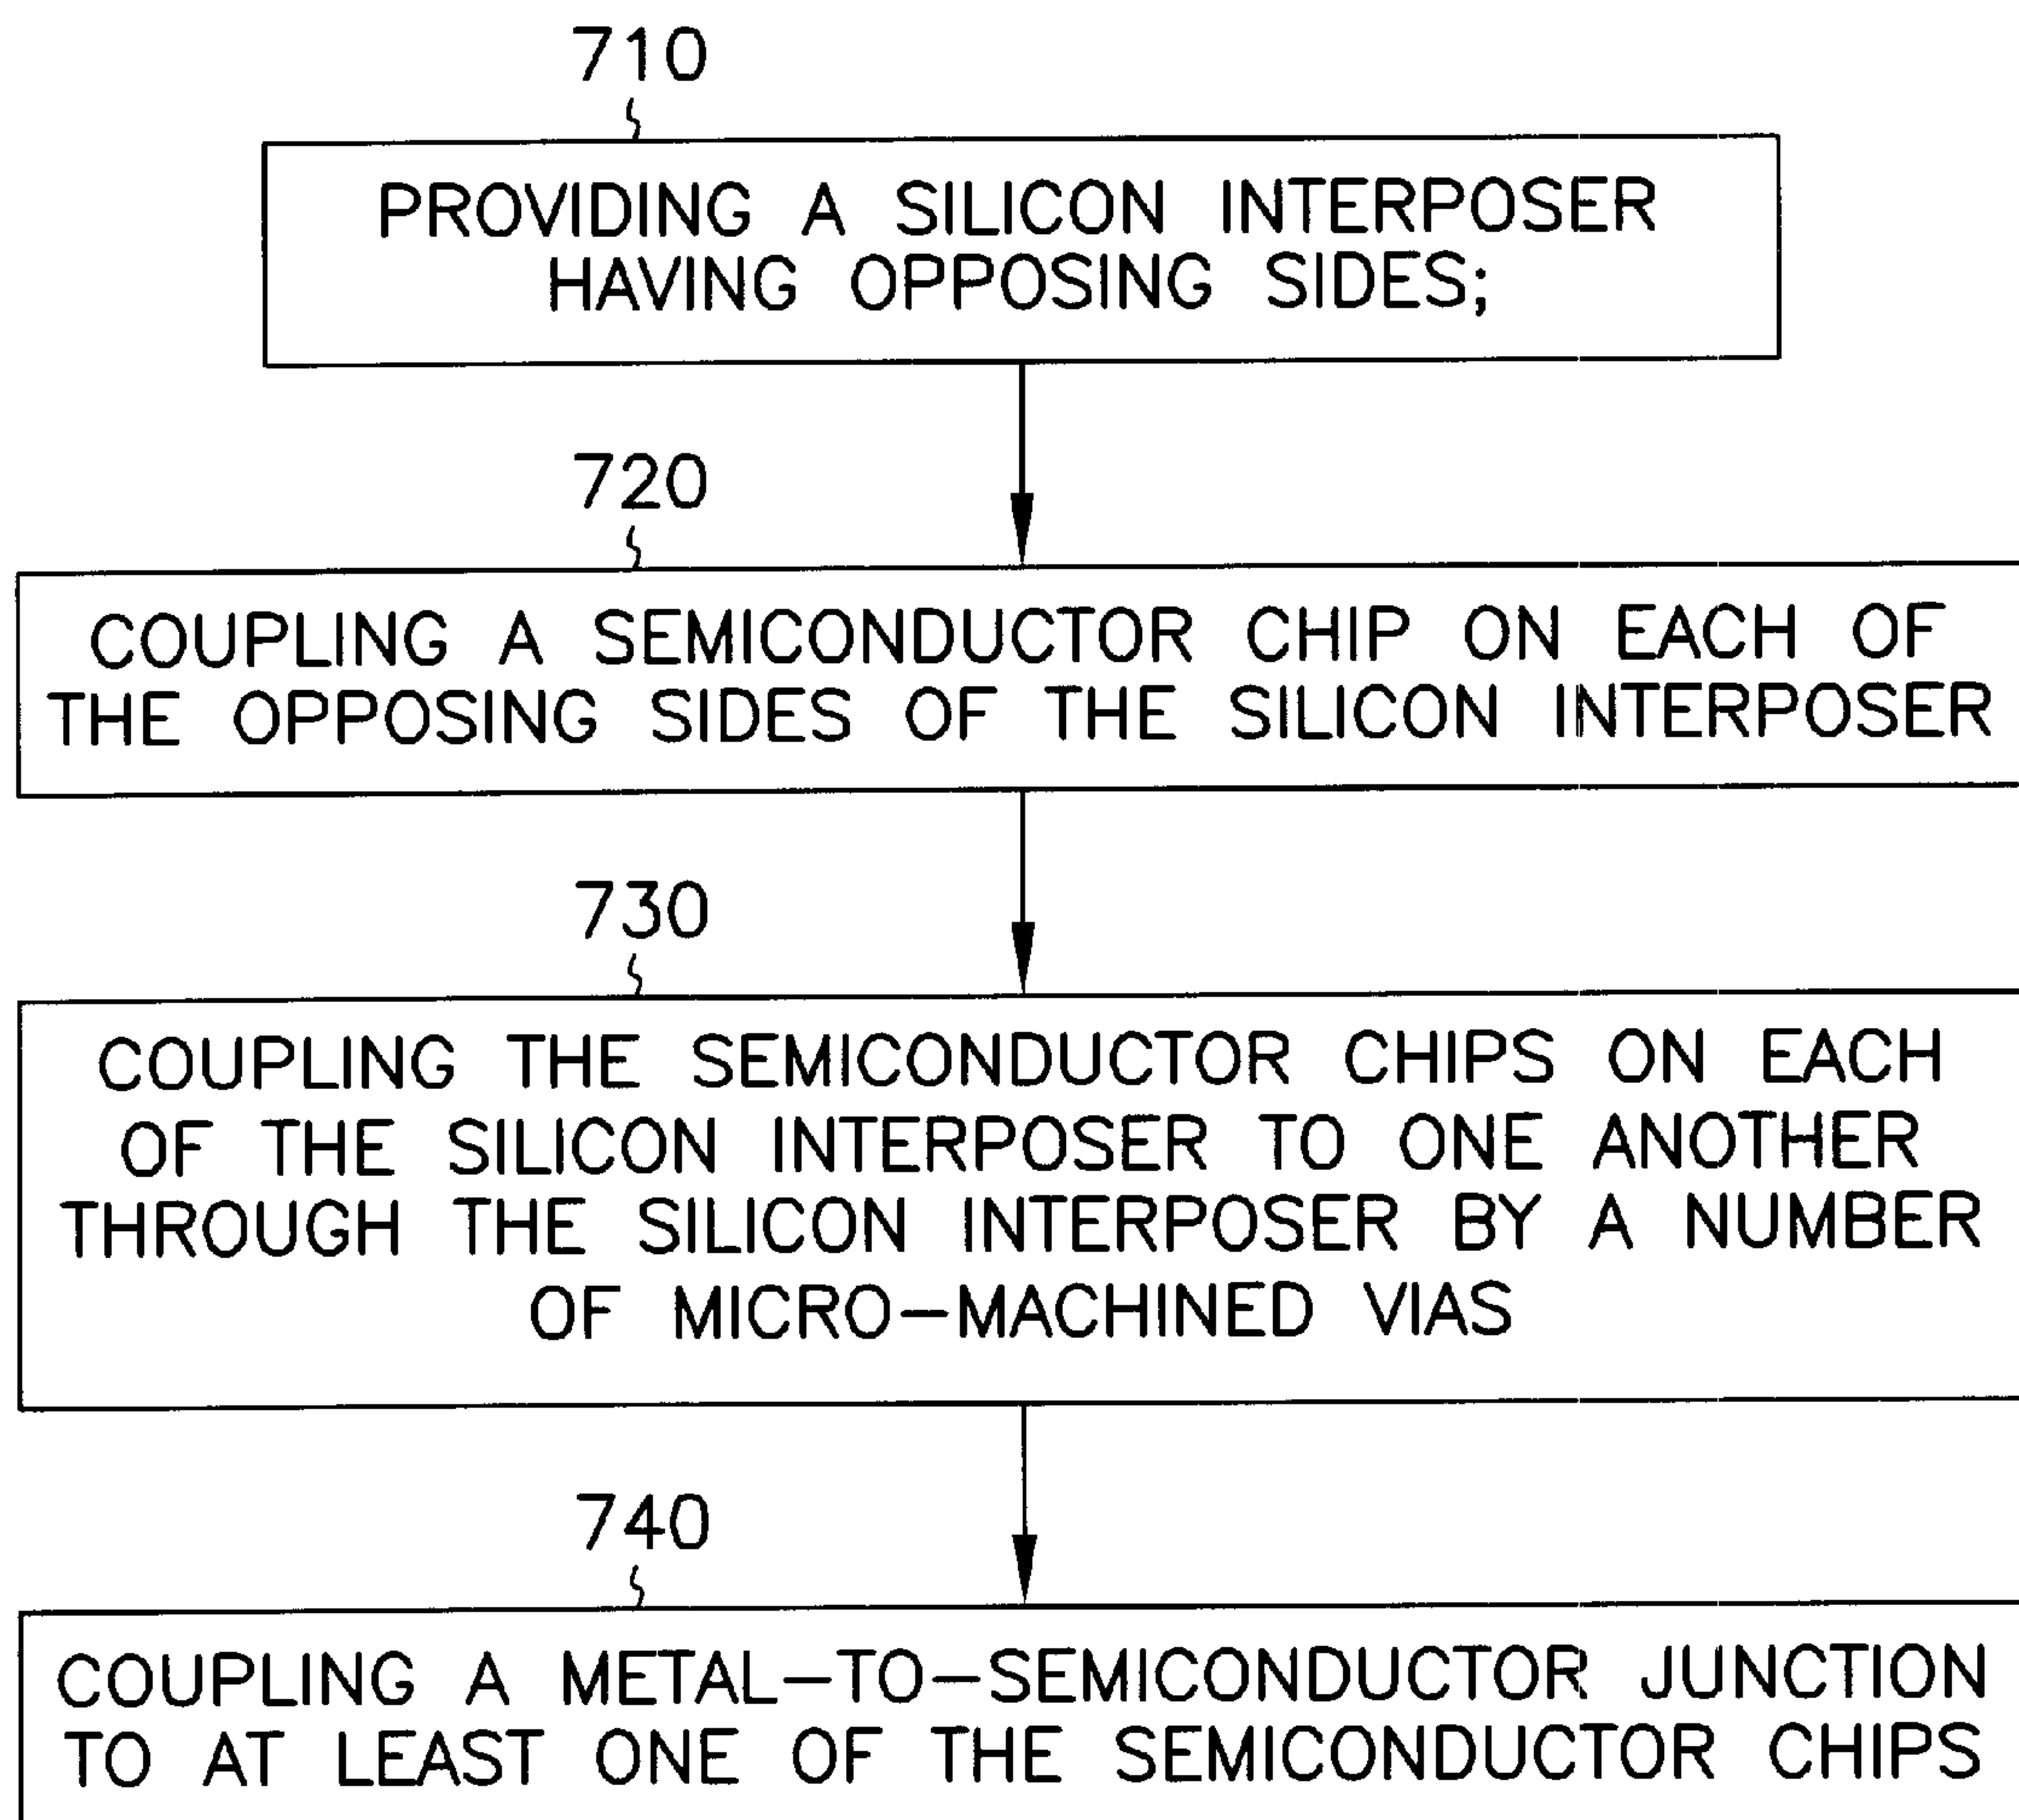 710
PROVIDING A SILICON INTERPOSER
HAVING OPPOSING SIDES;
720
COUPLING A SEMICONDUCTOR CHIP ON EACH OF
THE OPPOSING SIDES OF THE SILICON INTERPOSER
730
COUPLING THE SEMICONDUCTOR CHIPS ON EACH
OF THE SILICON INTERPOSER TO ONE ANOTHER
THROUGH THE SILICON INTERPOSER BY A NUMBER
OF MICRO-MACHINED VIAS
740
COUPLING A METAL-TO-SEMICONDUCTOR JUNCTION
TO AT LEAST ONE OF THE SEMICONDUCTOR CHIPS